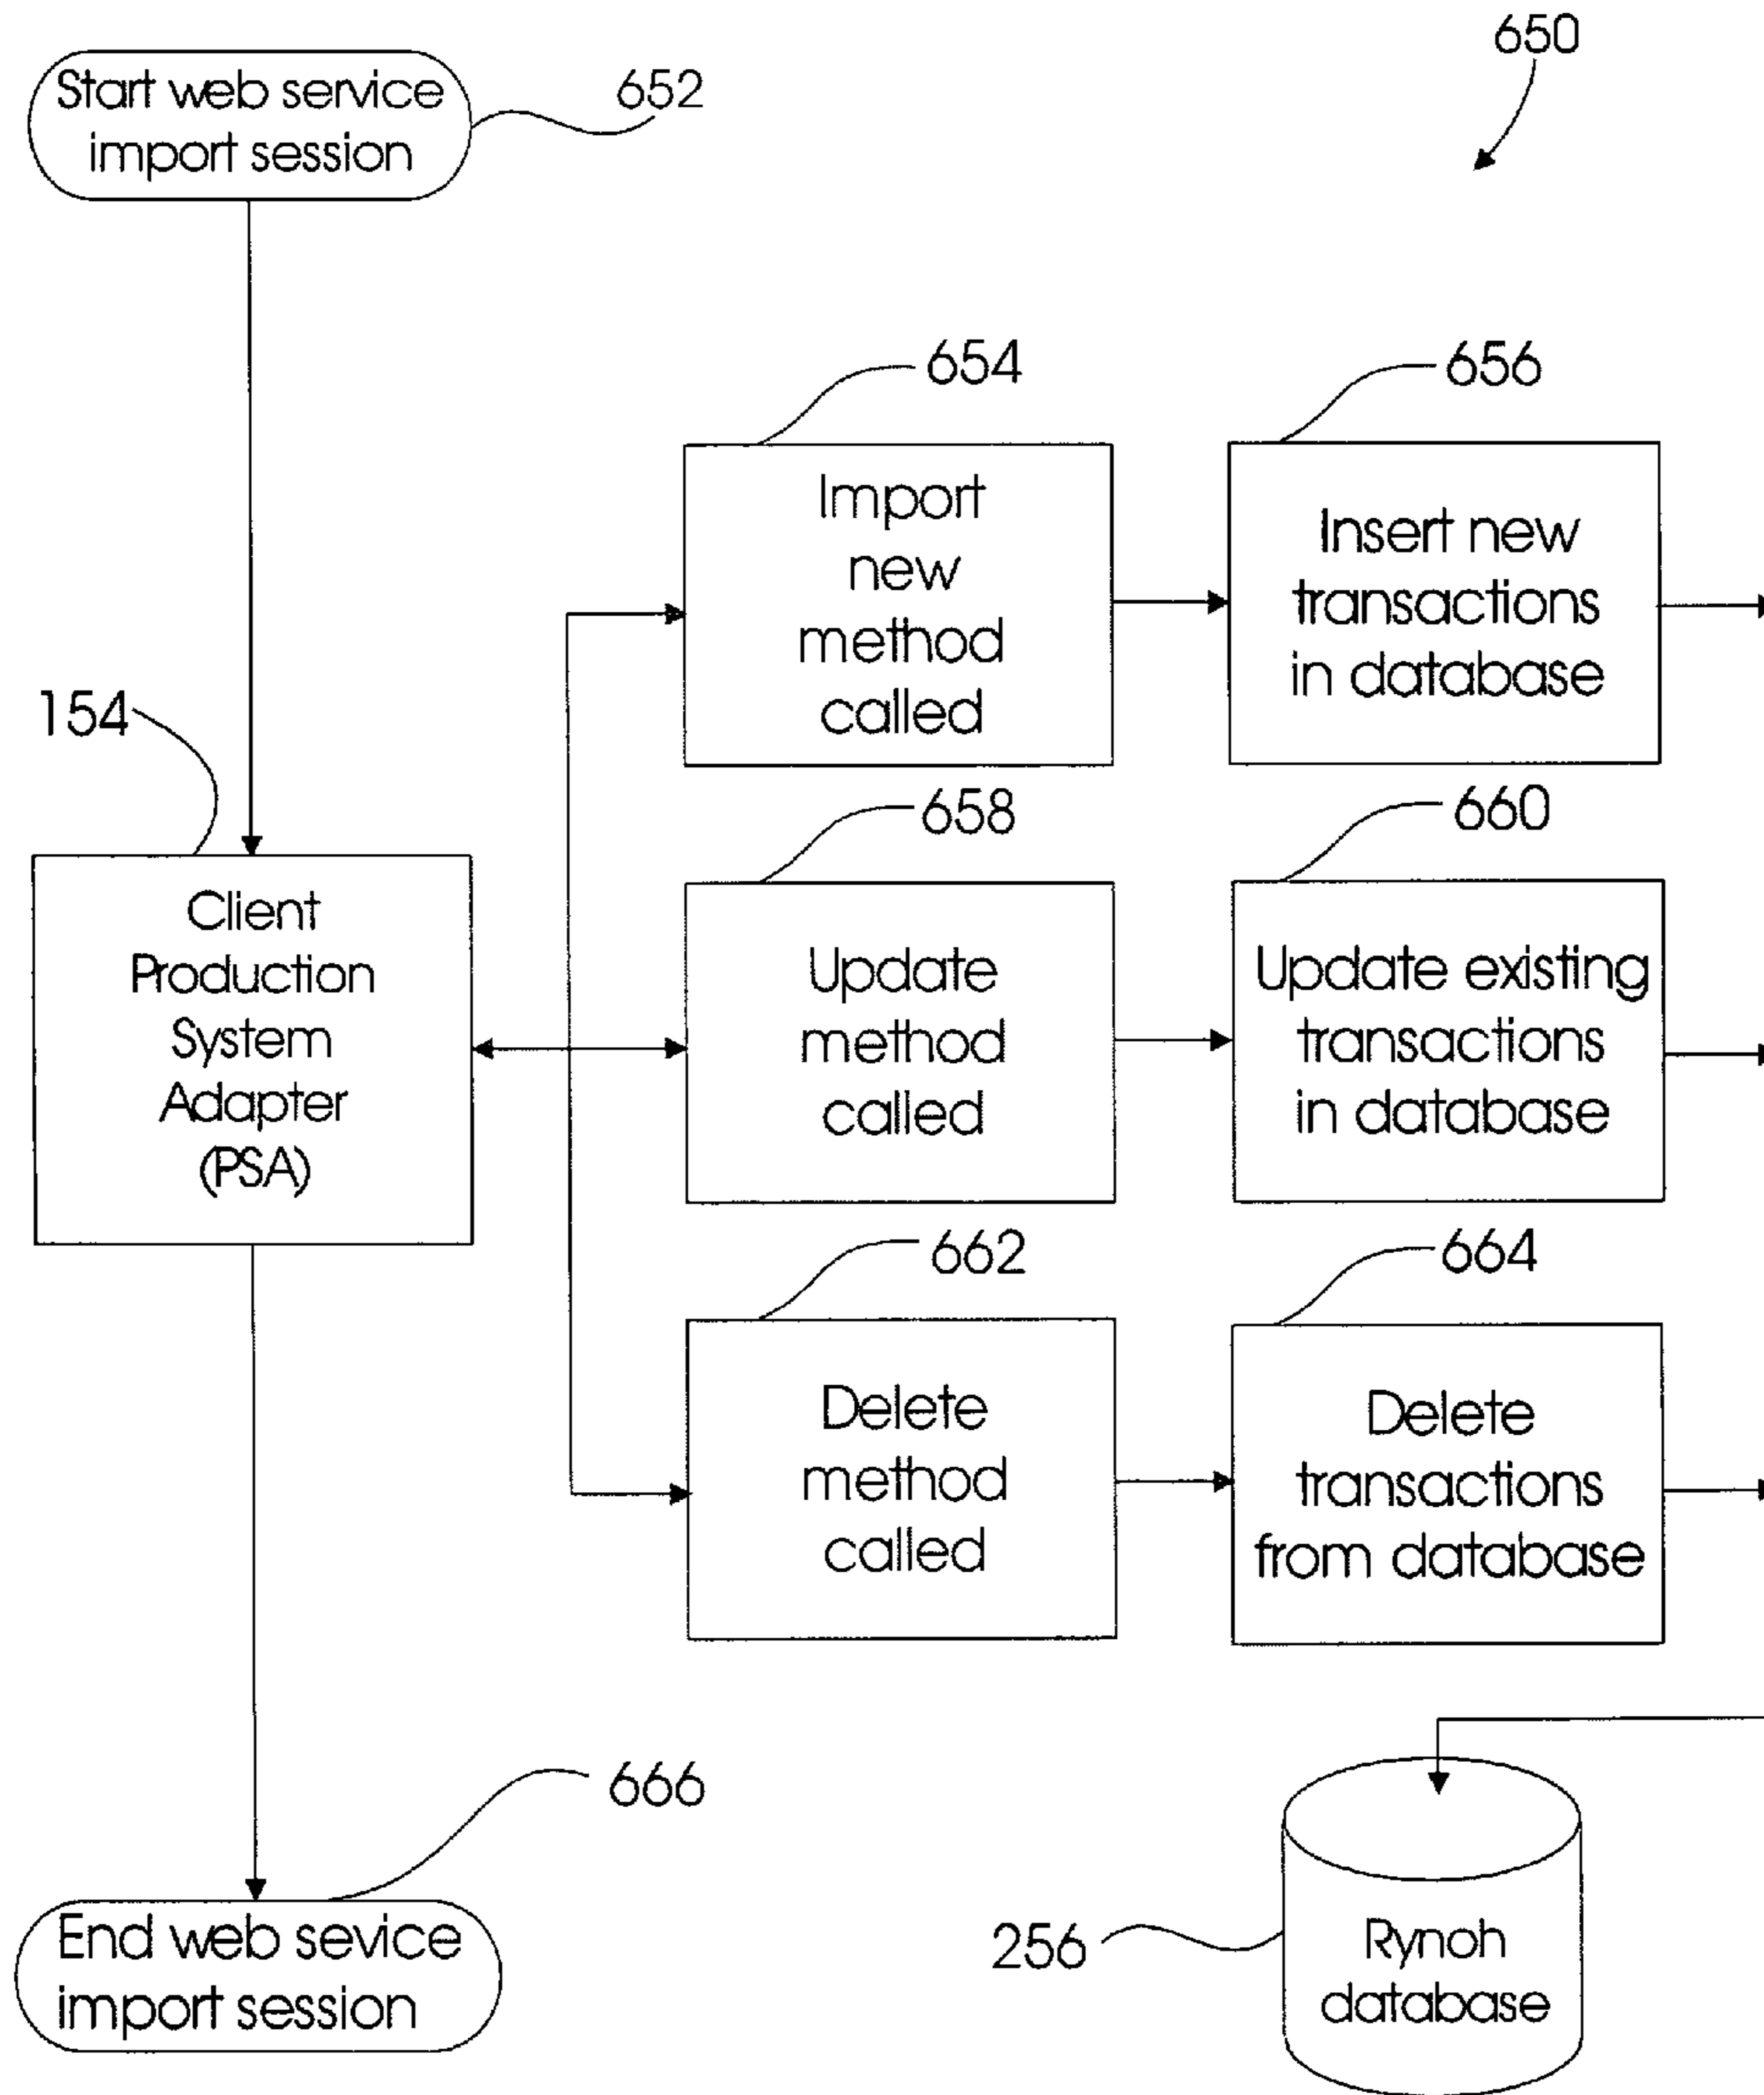 650
Start web service
import session
652
654
656
Import
new
method
called
Insert new
transactions
in database
154
658
660
Client
Production
System
Adapter
(PSA)
Update
method
called
Update existing
transactions
in database
662
664
Delete
method
called
Delete
transactions
from database
666
End web sevice
import session
256
Rynoh
database